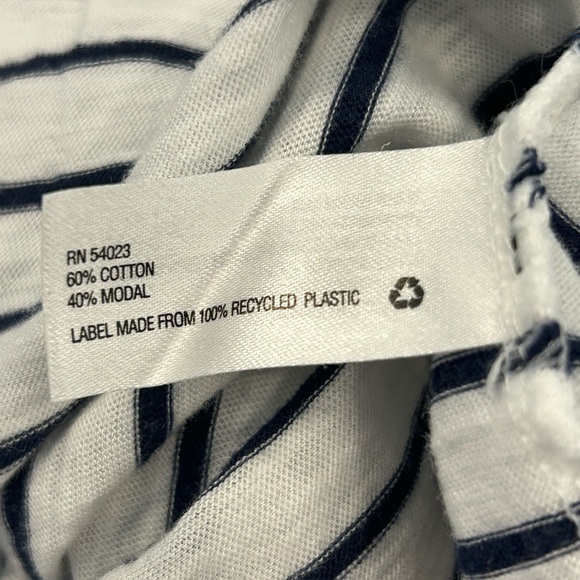 RN 54023
60% COTTON
40% MODAL
LABEL MADE FROM 100% RECYCLED PLASTIC